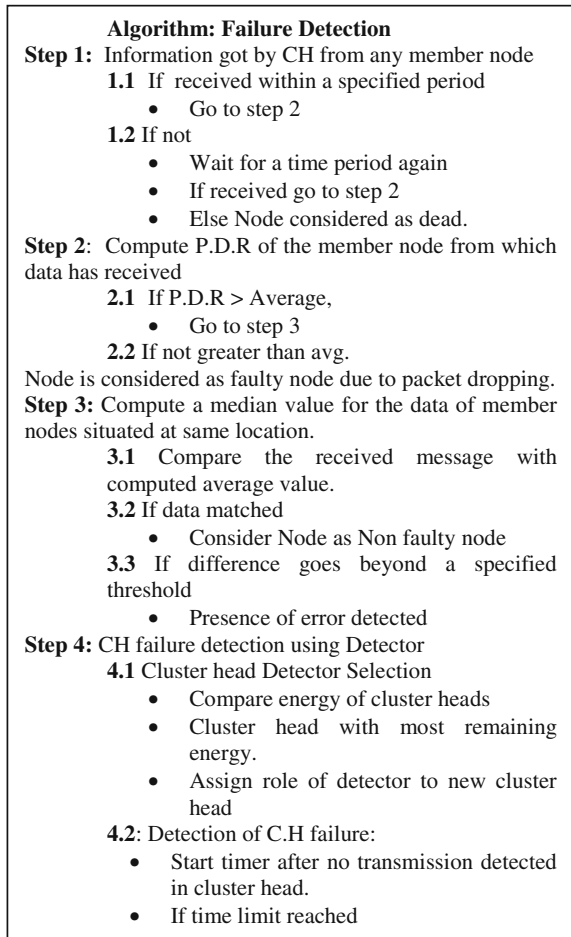 Algorithm: Failure Detection
Step 1: Information got by CH from any member node
1.1 If received within a specified period
• Go to step 2
1.2 If not
• Wait for a time period again
• If received go to step 2
• Else Node considered as dead.
Step 2: Compute P.D.R of the member node from which
data has received
2.1 If P.D.R > Average,
• Go to step 3
2.2 If not greater than avg.
Node is considered as faulty node due to packet dropping.
Step 3: Compute a median value for the data of member
nodes situated at same location.
3.1 Compare the received message with
computed average value.
3.2 If data matched
• Consider Node as Non faulty node
3.3 If difference goes beyond a specified
threshold
• Presence of error detected
Step 4: CH failure detection using Detector
4.1 Cluster head Detector Selection
• Compare energy of cluster heads
• Cluster head with most remaining
energy.
• Assign role of detector to new cluster
head
4.2: Detection of C.H failure:
• Start timer after no transmission detected
in cluster head.
• If time limit reached